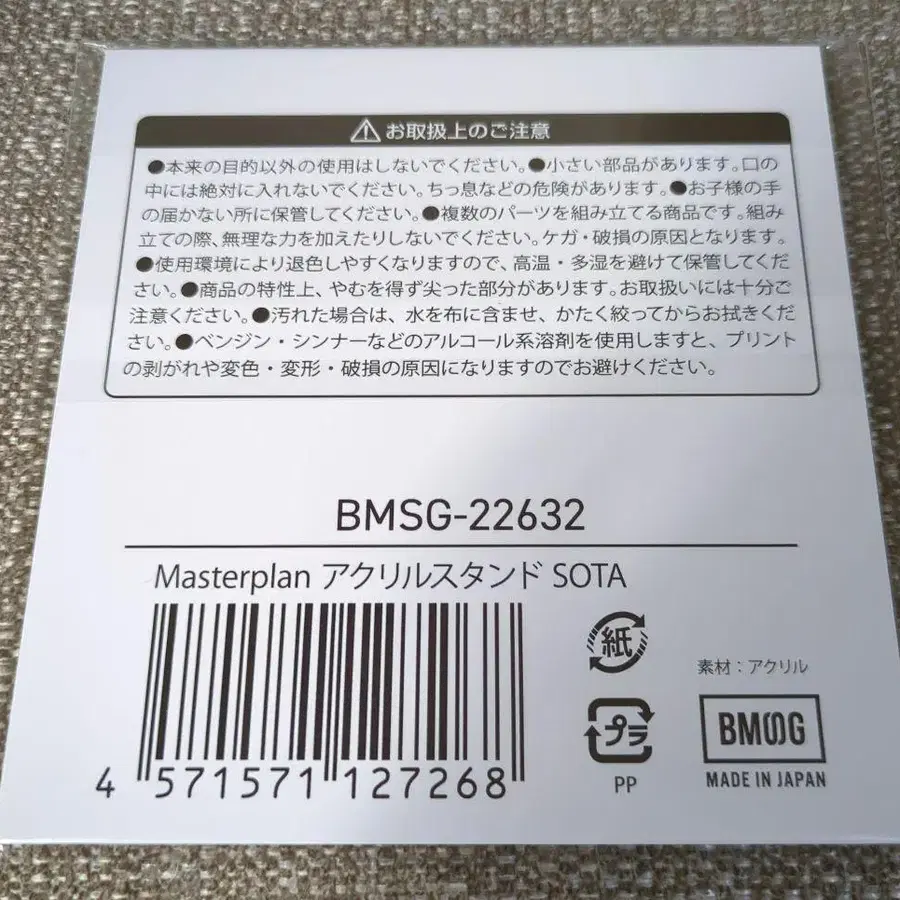 ⚠お取扱上のご注意
●本来の目的以外の使用はしないでください。●小さい部品があります。口の
中には絶対に入れないでください。ちっ息などの危険があります。●お子様の手
の届かない所に保管してください。●複数のパーツを組み立てる商品です。組み
立ての際、無理な力を加えたりしないでください。ケガ・破損の原因となります。
●使用環境により退色しやすくなりますので、高温・多湿を避けて保管してくだ
さい。●商品の特性上、やむを得ず尖った部分があります。お取扱いには十分ご
注意ください。●汚れた場合は、水を布に含ませ、かたく絞ってからお拭きくだ
さい。●ベンジン・シンナーなどのアルコール系溶剤を使用しますと、プリント
の剥がれや変色・変形・破損の原因になりますのでお避けください。
BMSG-22632
Masterplan アクリルスタンド SOTA
4 571571 127268
紙
プラ
PP
素材：アクリル
BMSG
MADE IN JAPAN